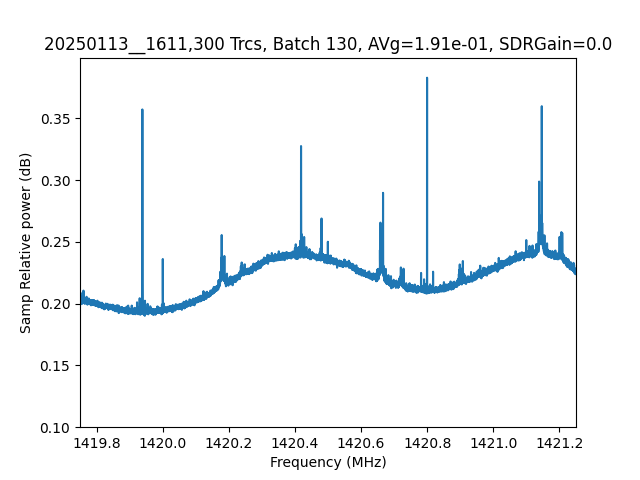 20250113__1611,300 Trcs, Batch 130, AVg=1.91e-01, SDRGain=0.0
Samp Relative power (dB)
0.35
0.30
0.25
0.20
0.15
0.10
1419.8 1420.0 1420.2 1420.4 1420.6 1420.8 1421.0 1421.2
Frequency (MHz)